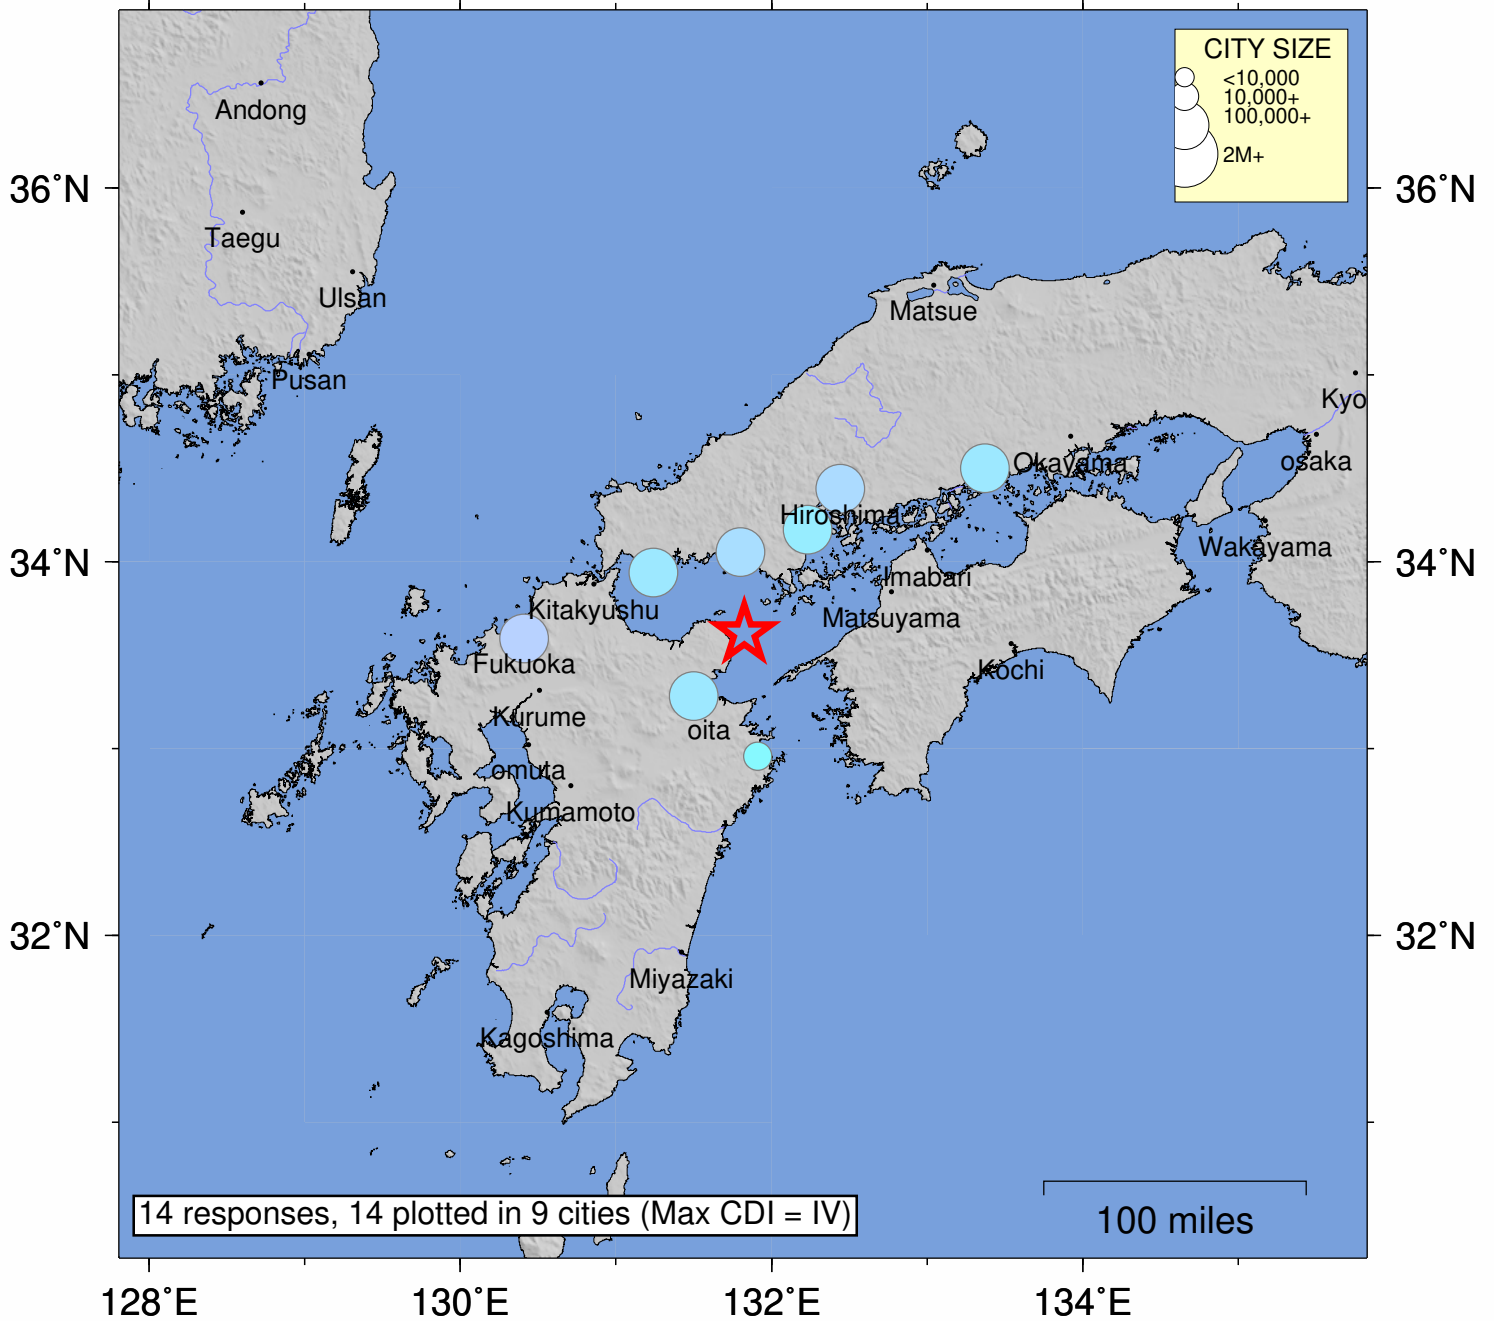 CITY SIZE
<10,000
10,000+
100,000+
2M+
Andong
36°N
36°N
Taegu
Ulsan
Matsue
Pusan
Kyo
Okayama
osaka
Hiroshima
Wakayama
34°N
34°N
Imabari
Kitakyushu
Matsuyama
Fukuoka
Kochi
Kurume
oita
omuta
Kumamoto
32°N
32°N
Miyazaki
Kagoshima
14 responses, 14 plotted in 9 cities (Max CDI = IV)
100 miles
128°E
130°E
132°E
134°E